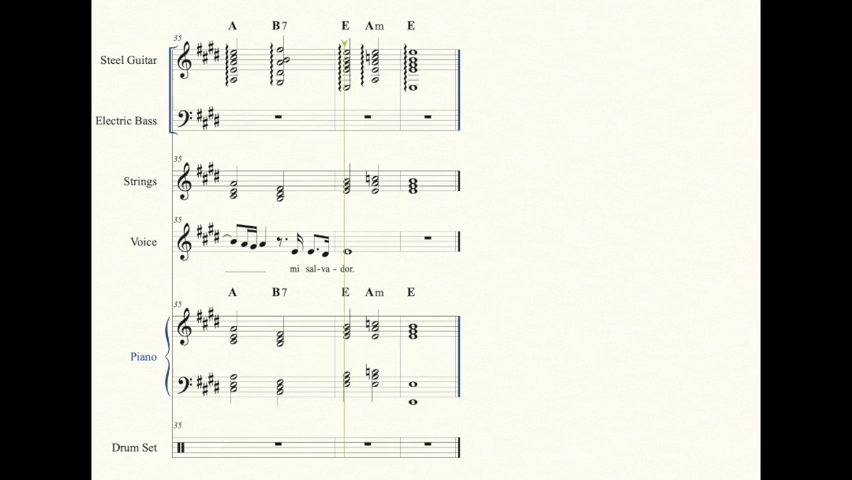 A B7 E Am E
35
Steel Guitar
Electric Bass
35
Strings
35
Voice
mi sal-va-dor.
A B7 E Am E
35
Piano
35
Drum Set